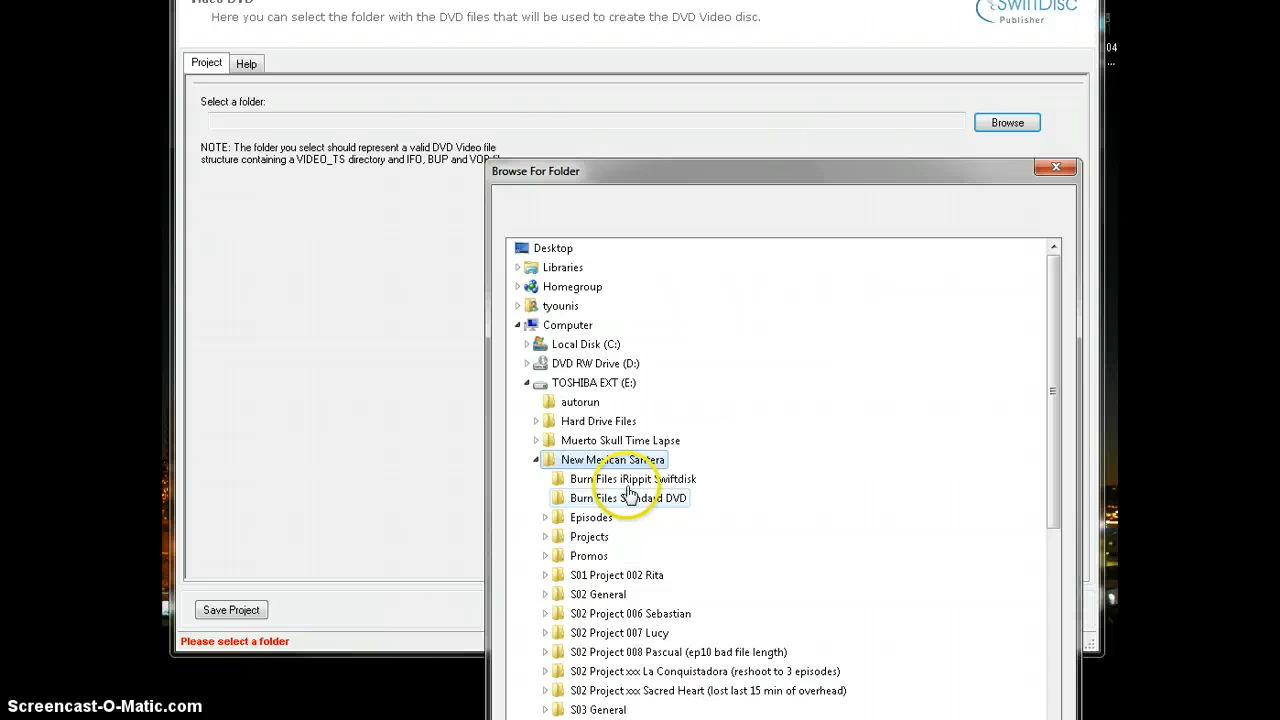 Video DVD
Here you can select the folder with the DVD files that will be used to create the DVD Video disc.
SwiftDisc
Publisher
04
...
Project
Help
Select a folder:
Browse
NOTE: The folder you select should represent a valid DVD Video file
structure containing a VIDEO_TS directory and IFO, BUP and VOB
Browse For Folder
Desktop
Libraries
Homegroup
tyounis
Computer
Local Disk (C:)
DVD RW Drive (D:)
TOSHIBA EXT (E:)
autorun
Hard Drive Files
Muerto Skull Time Lapse
New Mexican Santera
Burn Files iRippit Swiftdisk
Burn Files Standard DVD
Episodes
Projects
Promos
S01 Project 002 Rita
S02 General
S02 Project 006 Sebastian
S02 Project 007 Lucy
S02 Project 008 Pascual (ep10 bad file length)
S02 Project xxx La Conquistadora (reshoot to 3 episodes)
S02 Project xxx Sacred Heart (lost last 15 min of overhead)
S03 General
Save Project
Please select a folder
Screencast-O-Matic.com